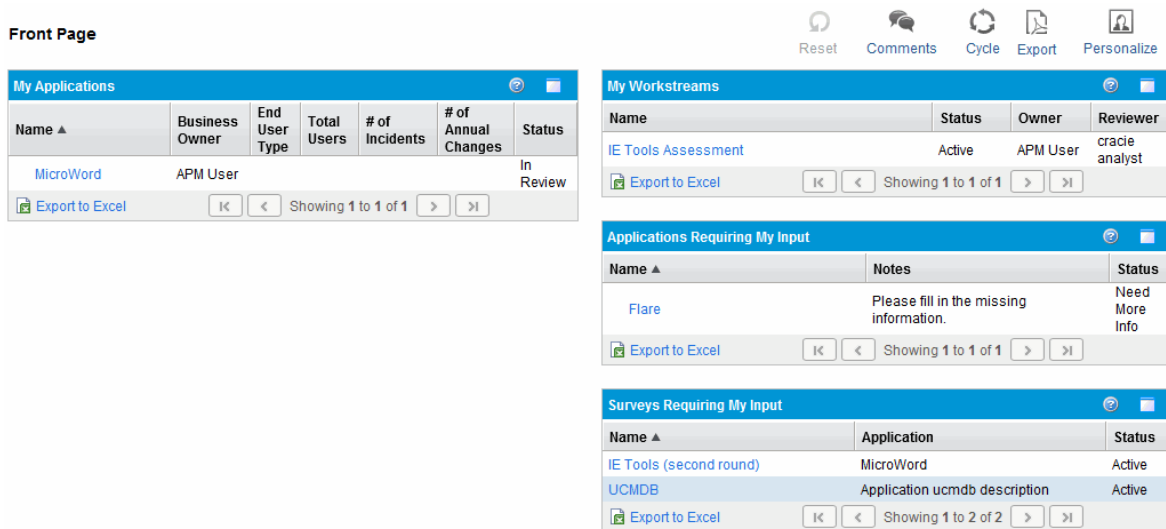 Front Page
Reset Comments Cycle Export Personalize
My Applications
Name Business Owner End User Type Total Users # of Incidents # of Annual Changes Status
MicroWord APM User In Review
Export to Excel Showing 1 to 1 of 1
My Workstreams
Name Status Owner Reviewer
IE Tools Assessment Active APM User cracie analyst
Export to Excel Showing 1 to 1 of 1
Applications Requiring My Input
Name Notes Status
Flare Please fill in the missing information. Need More Info
Export to Excel Showing 1 to 1 of 1
Surveys Requiring My Input
Name Application Status
IE Tools (second round) MicroWord Active
UCMDB Application ucmdb description Active
Export to Excel Showing 1 to 2 of 2